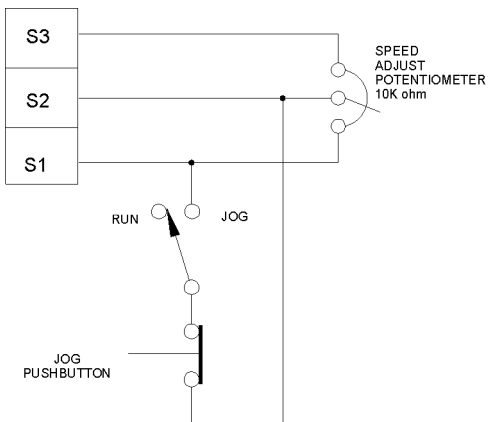 S3
SPEED
ADJUST
POTENTIOMETER
10K ohm
S2
S1
RUN
JOG
JOG
PUSHBUTTON